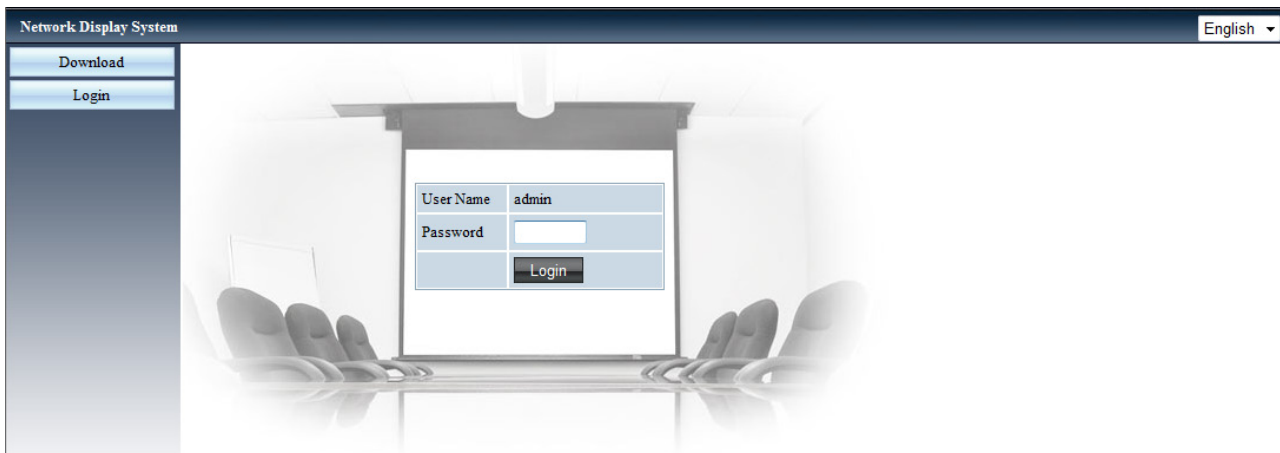 Network Display System
English
Download
Login
User Name admin
Password
Login